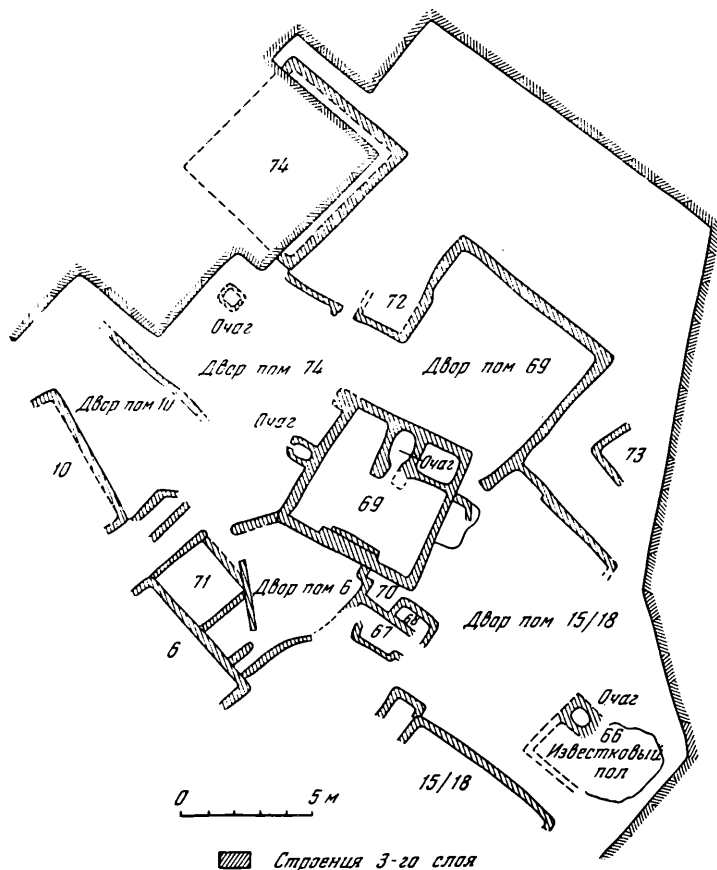 74
72
Очаг
Двор пом 74
Двор пом 69
Двор пом 10
Очаг
Очаг
73
10
69
71
Двор пом 6
70
68
67
Двор пом 15/18
6
Очаг
66
Известковый
пол
15/18
0 5 м
Строения 3-го слоя